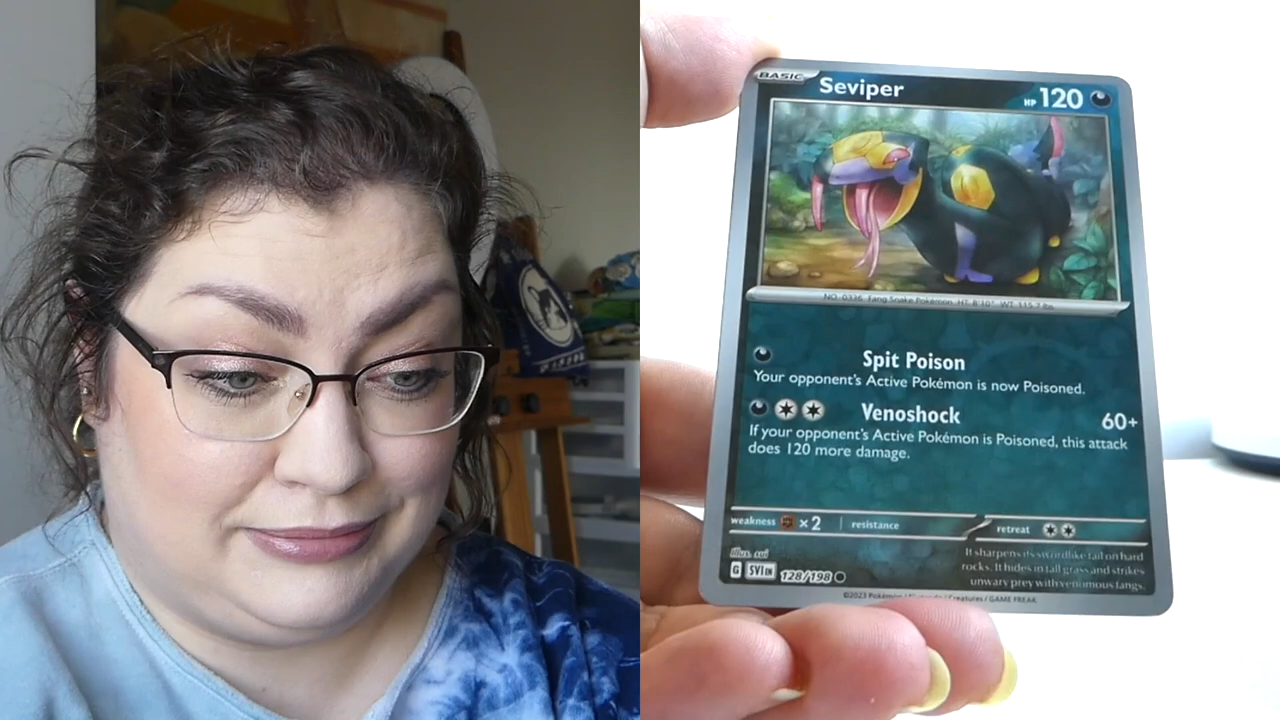 BASIC
Seviper
HP 120
NO. 0336 Fang Snake Pokémon HT: 8'10" WT: 115.7 lbs.
Spit Poison
Your opponent's Active Pokémon is now Poisoned.
Venoshock 60+
If your opponent's Active Pokémon is Poisoned, this attack
does 120 more damage.
weakness ×2 resistance retreat
Illus. sui
G SVI EN 128/198
It sharpens its swordlike tail on hard
rocks. It hides in tall grass and strikes
unwary prey with venomous fangs.
©2023 Pokémon / Nintendo / Creatures / GAME FREAK